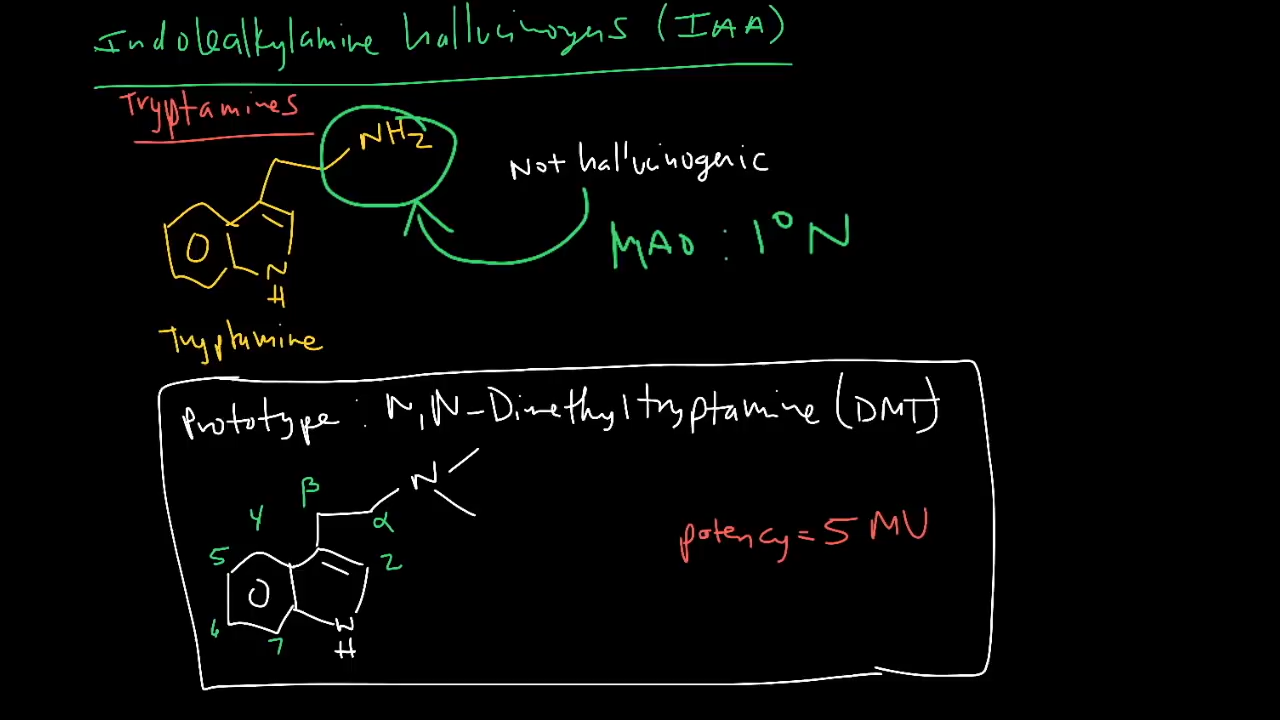 Indolealkylamine hallucinogens (IAA)
Tryptamines
NH2
Not hallucinogenic
MAO : 1° N
N
H
Tryptamine
Prototype : N,N-Dimethyltryptamine (DMT)
N
β
α
4
5
2
potency = 5 MU
6
7
N
H